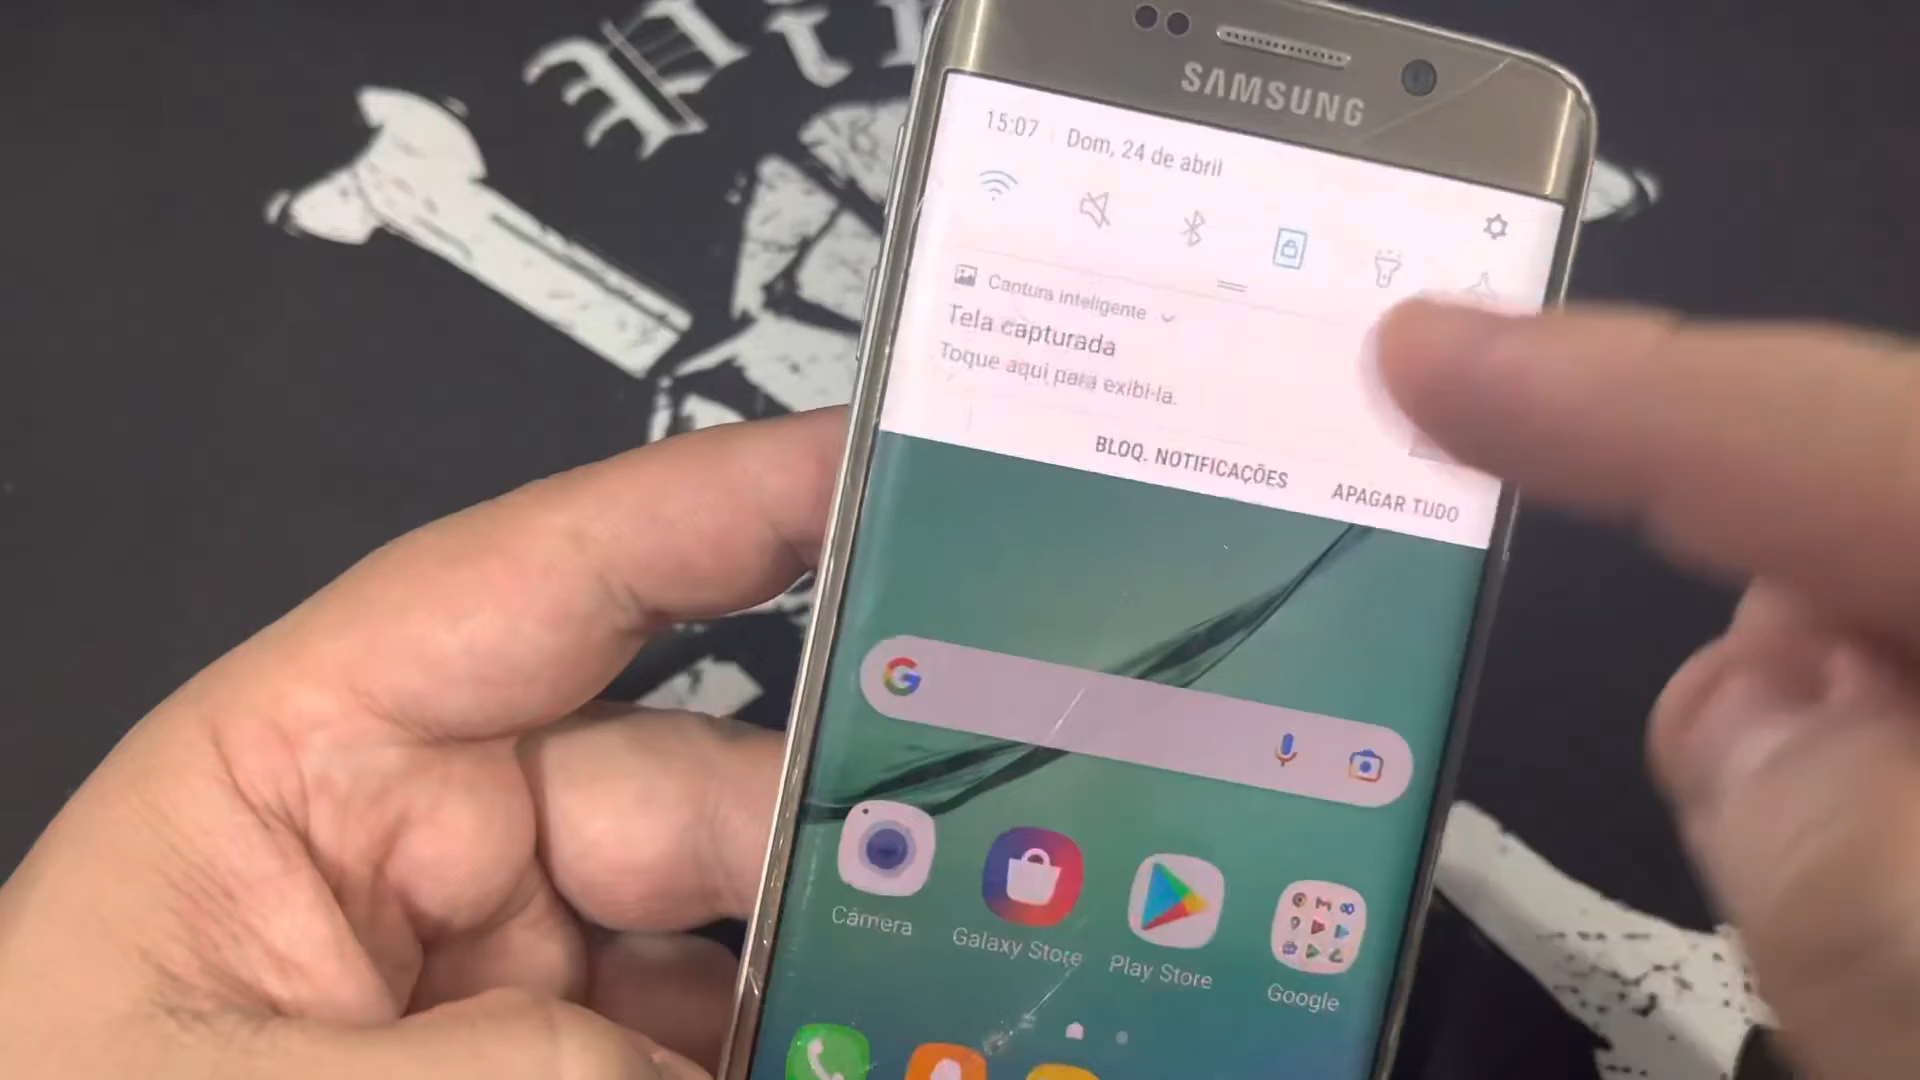 SAMSUNG
15:07 Dom, 24 de abril
Captura inteligente
Tela capturada
Toque aqui para exibi-la.
BLOQ. NOTIFICAÇÕES APAGAR TUDO
G
Câmera
Galaxy Store
Play Store
Google